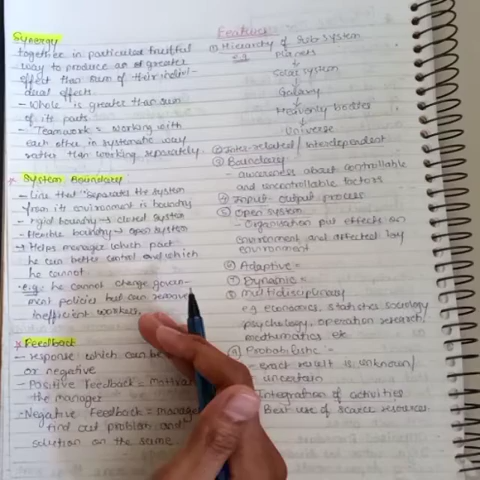 Synergy
together in particular fruitful
way to produce an greater
effect than sum of their indivi-
dual effects
- Whole is greater than sum
of its parts
- Teamwork = working with
each other in systematic way
rather than working separately.
* System Boundary
- Line that separates the system
from its environment is boundry
- rigid boundry → closed system
- flexible boundry → open system
→ Helps manager which part
he can better control and which
he cannot
- e.g: he cannot change govern-
ment policies but can remove
inefficient workers.
* Feedback
- response which can be
or negative
- Positive Feedback =
the manager
- Negative Feedback = manager
find out problem and
solution on the same.
Features
① Hierarchy of Sub-System
e.g Planets
↓
Solar system
↓
Galaxy
↓
Heavenly bodies
↓
Universe
② Inter-related / interdependent
③ Boundary
- awareness about controllable
and uncontrollable factors
④ Input-output process
⑤ Open system
- Organisation put effects on
environment and affected by
environment
⑥ Adaptive =
⑦ Dynamic =
⑧ Multidisciplinary
e.g economics, statistics, sociology
psychology, operation research,
mathematics etc
⑨ Probabilistic :-
- exact result is unknown/
uncertain
Integration of activities
Best use of scarce resources.